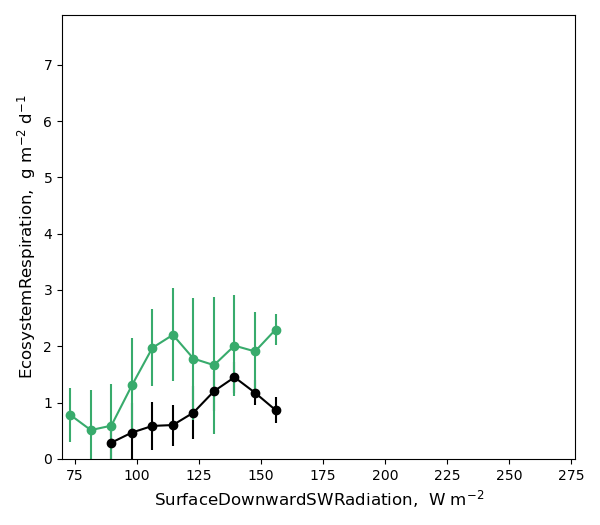 7
6
5
4
3
2
1
0
EcosystemRespiration, g m⁻² d⁻¹
75 100 125 150 175 200 225 250 275
SurfaceDownwardSWRadiation, W m⁻²